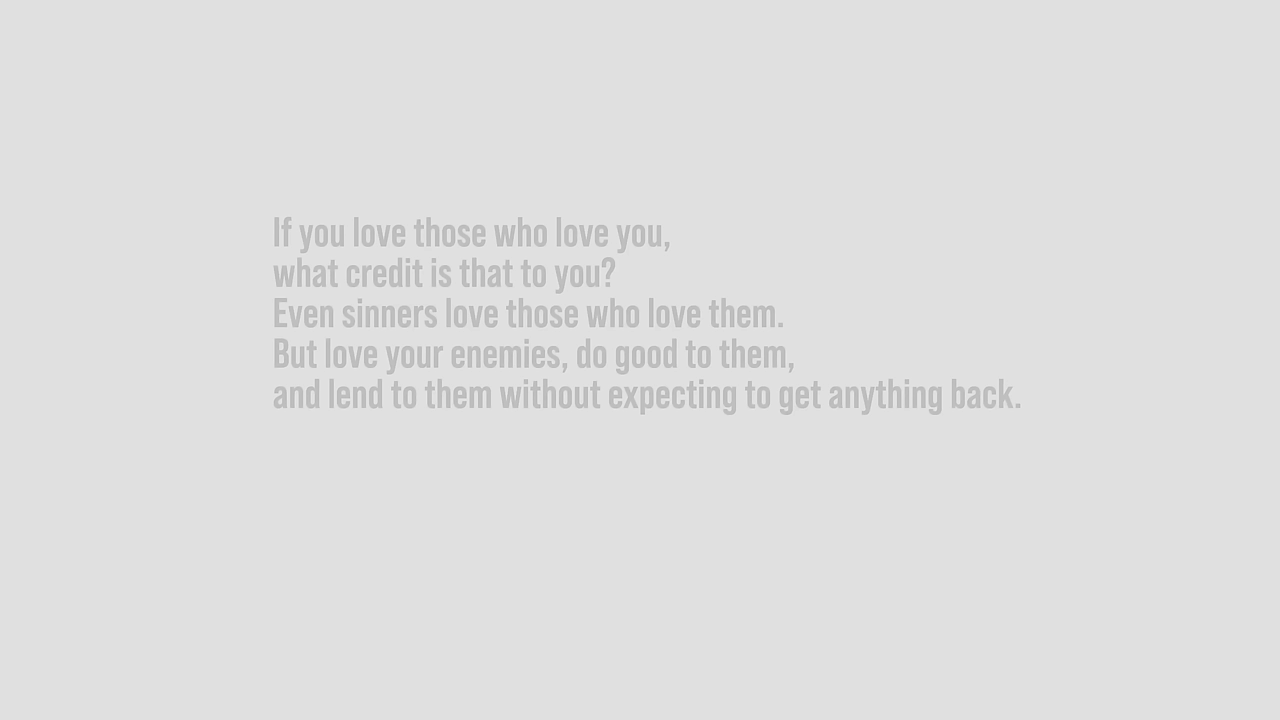 If you love those who love you,
what credit is that to you?
Even sinners love those who love them.
But love your enemies, do good to them,
and lend to them without expecting to get anything back.